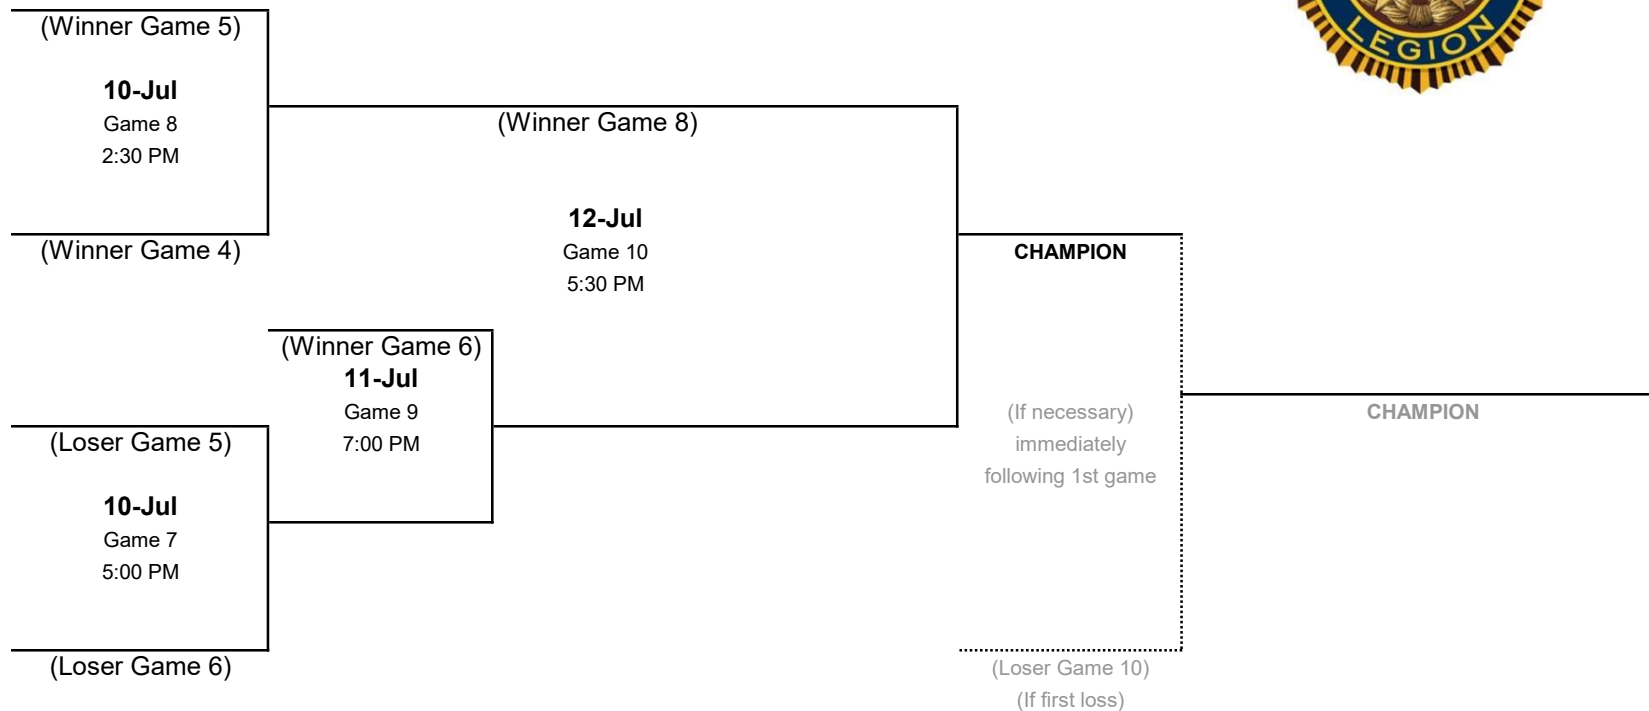 LEGION
(Winner Game 5)
10-Jul
Game 8
2:30 PM
(Winner Game 4)
(Winner Game 8)
12-Jul
Game 10
5:30 PM
CHAMPION
(Winner Game 6)
11-Jul
Game 9
7:00 PM
(Loser Game 5)
10-Jul
Game 7
5:00 PM
(Loser Game 6)
(If necessary)
immediately
following 1st game
CHAMPION
(Loser Game 10)
(If first loss)